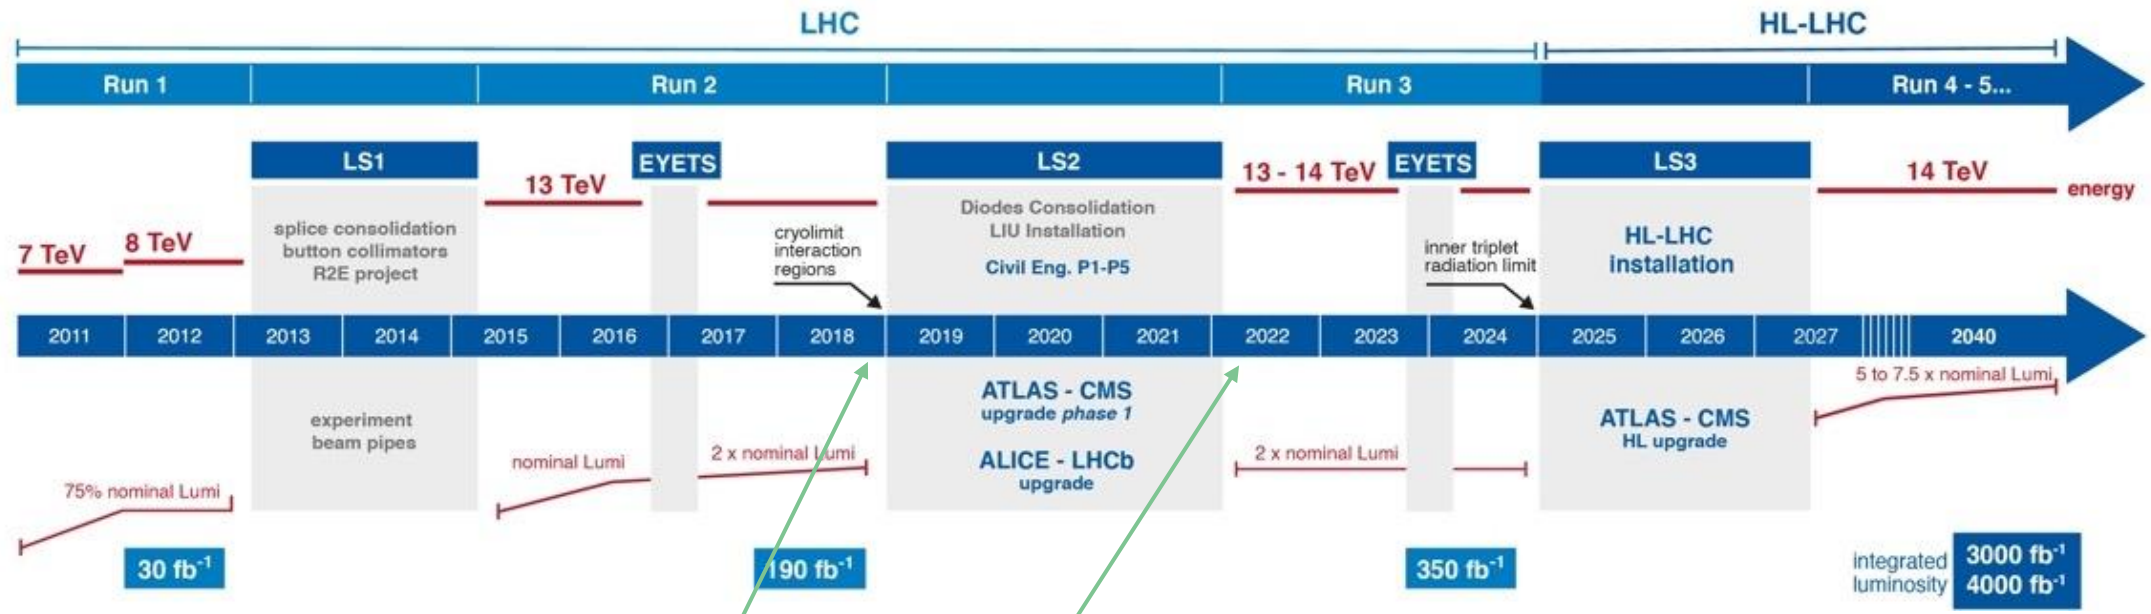 LHC
HL-LHC
Run 1
Run 2
Run 3
Run 4 - 5...
LS1
EYETS
LS2
EYETS
LS3
13 TeV
13 - 14 TeV
14 TeV
energy
7 TeV
8 TeV
splice consolidation
button collimators
R2E project
cryolimit
interaction
regions
Diodes Consolidation
LIU Installation
Civil Eng. P1-P5
inner triplet
radiation limit
HL-LHC
installation
2011
2012
2013
2014
2015
2016
2017
2018
2019
2020
2021
2022
2023
2024
2025
2026
2027
2040
75% nominal Lumi
experiment
beam pipes
nominal Lumi
2 x nominal Lumi
ATLAS - CMS
upgrade phase 1
ALICE - LHCb
upgrade
2 x nominal Lumi
ATLAS - CMS
HL upgrade
5 to 7.5 x nominal Lumi
30 fb⁻¹
190 fb⁻¹
350 fb⁻¹
integrated
luminosity
3000 fb⁻¹
4000 fb⁻¹